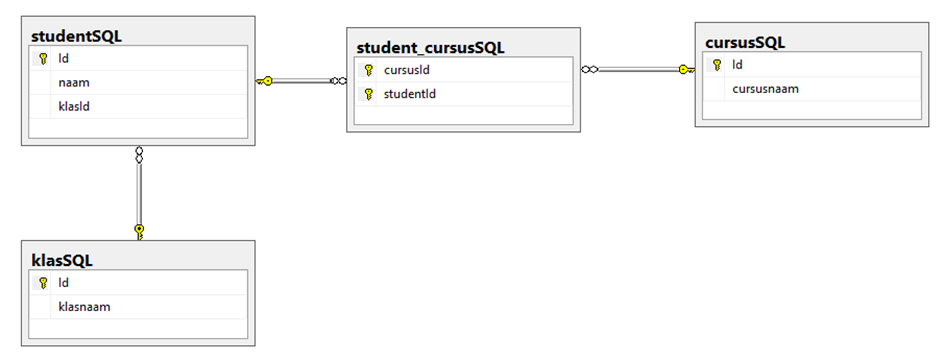 studentSQL
Id
naam
klasId
student_cursusSQL
cursusId
studentId
cursusSQL
Id
cursusnaam
klasSQL
Id
klasnaam